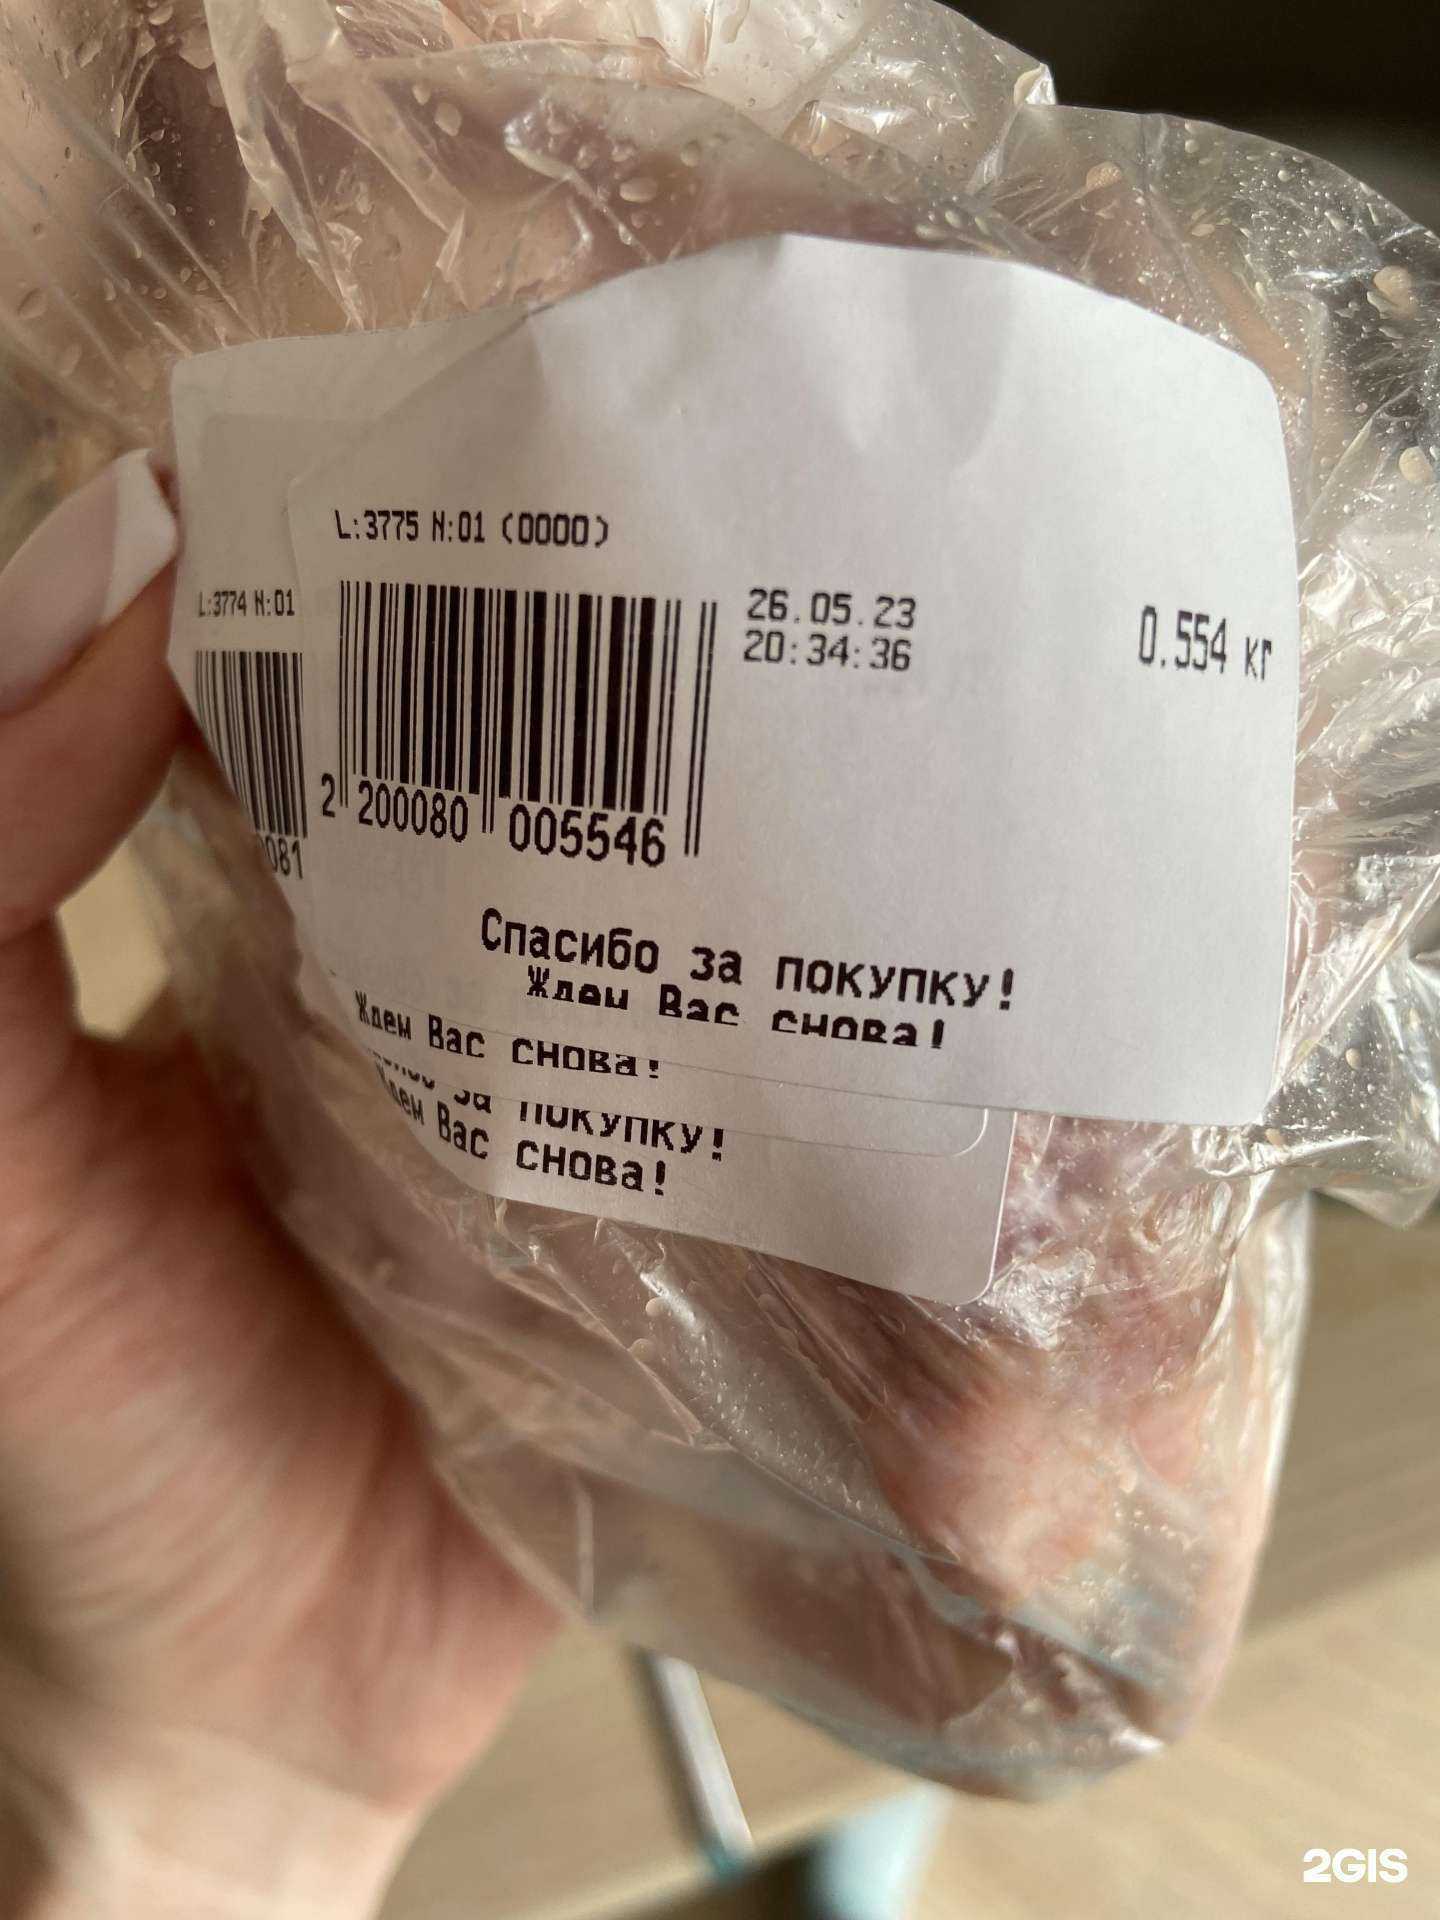 L:3775 N:01 (0000)
26.05.23
20:34:36
0.554 кг
2 200080 005546
Спасибо за покупку!
Ждем Вас снова!
L:3774 N:01
081
Ждем Вас снова!
за покупку!
Ждем Вас снова!
2GIS